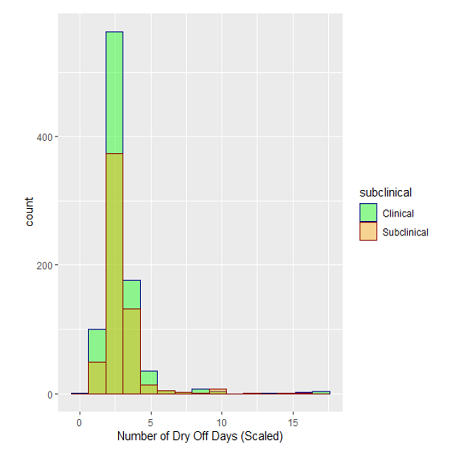 count
400
200
0
0
5
10
15
Number of Dry Off Days (Scaled)
subclinical
Clinical
Subclinical